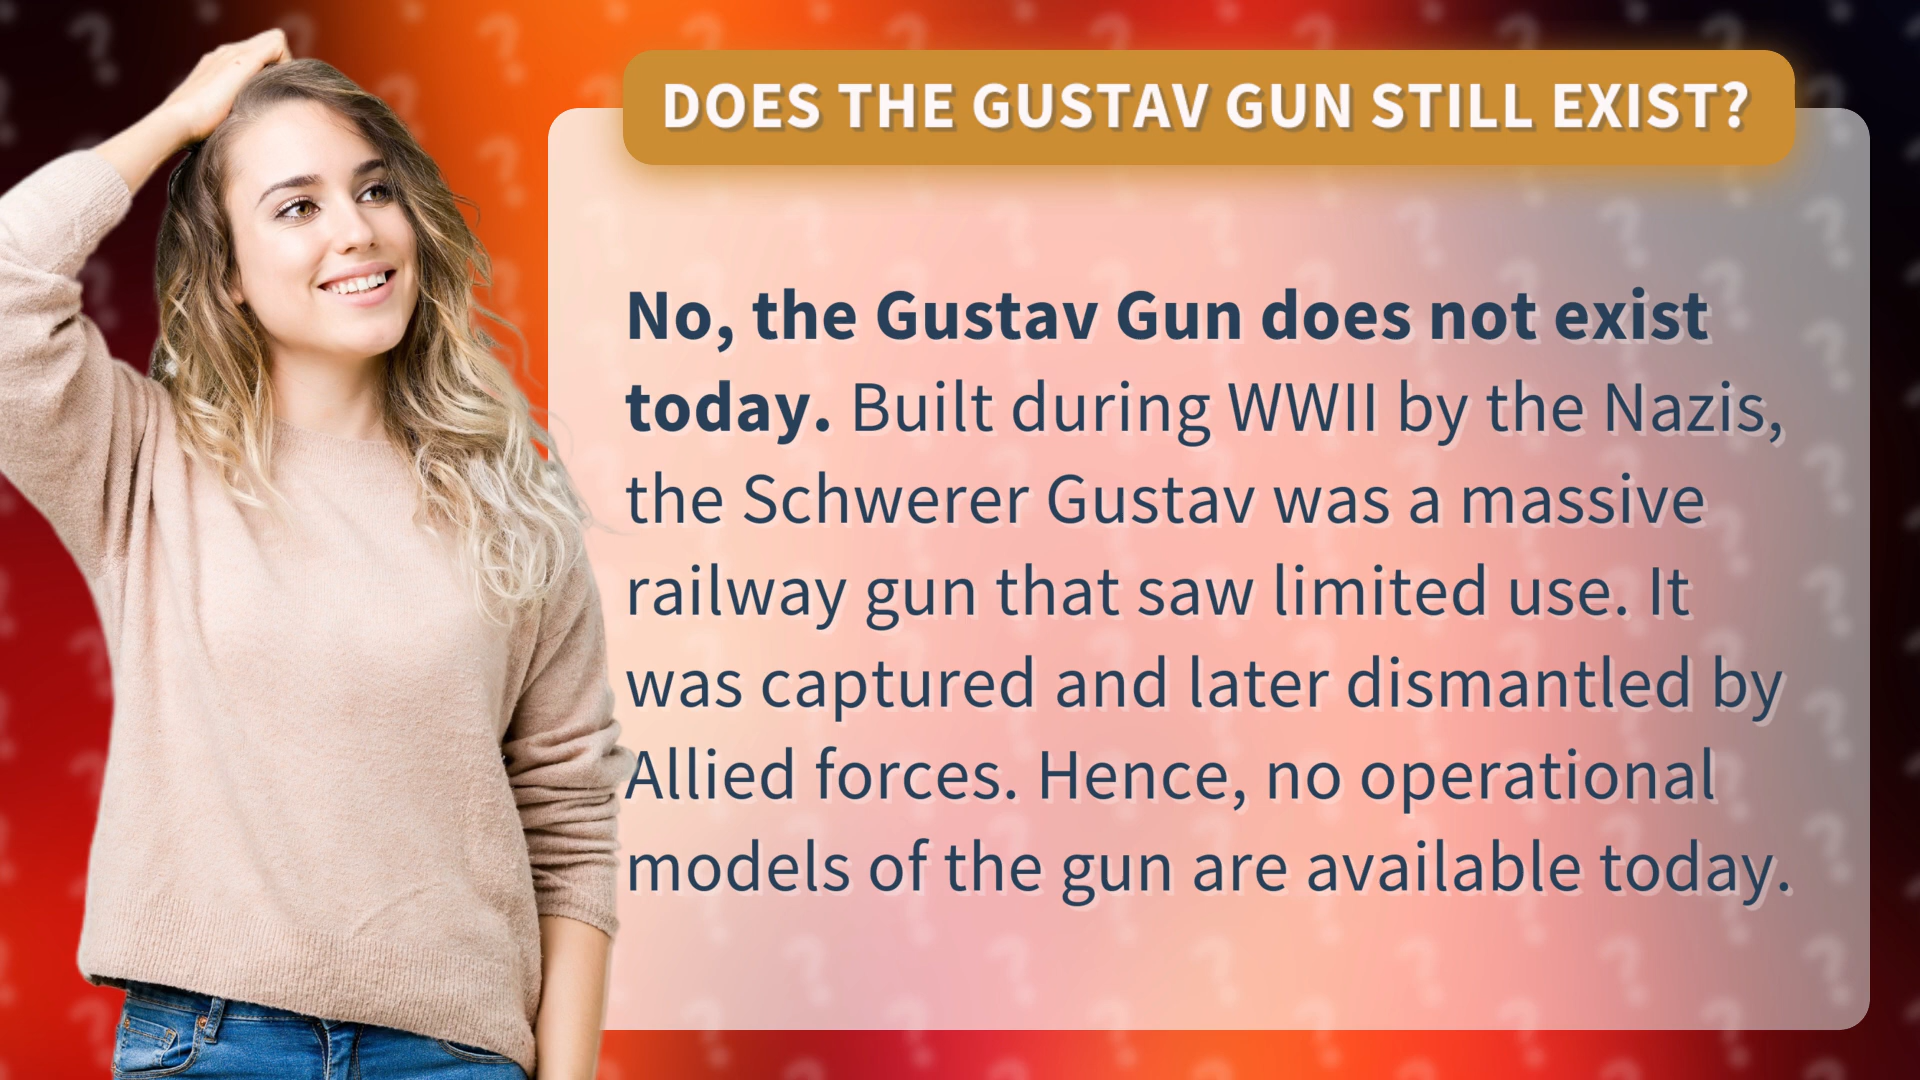 DOES THE GUSTAV GUN STILL EXIST?
No, the Gustav Gun does not exist
today. Built during WWII by the Nazis,
the Schwerer Gustav was a massive
railway gun that saw limited use. It
was captured and later dismantled by
Allied forces. Hence, no operational
models of the gun are available today.